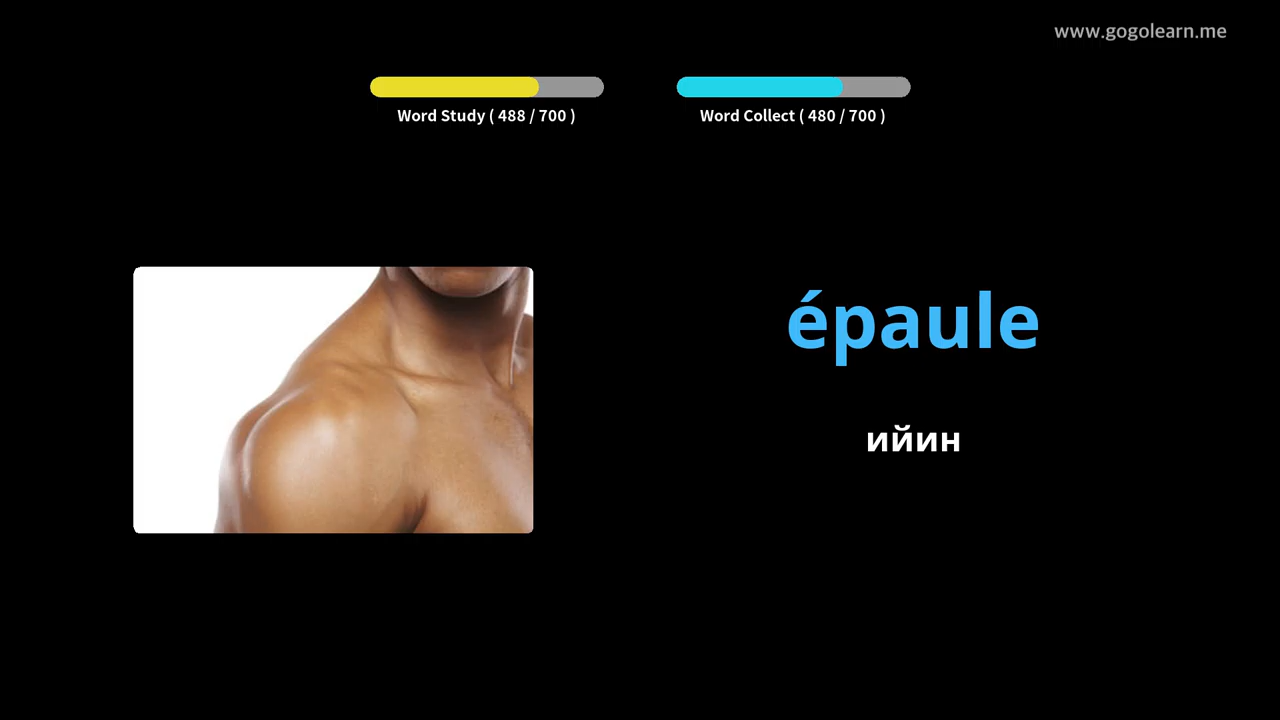 www.gogolearn.me
Word Study ( 488 / 700 )
Word Collect ( 480 / 700 )
épaule
ийин